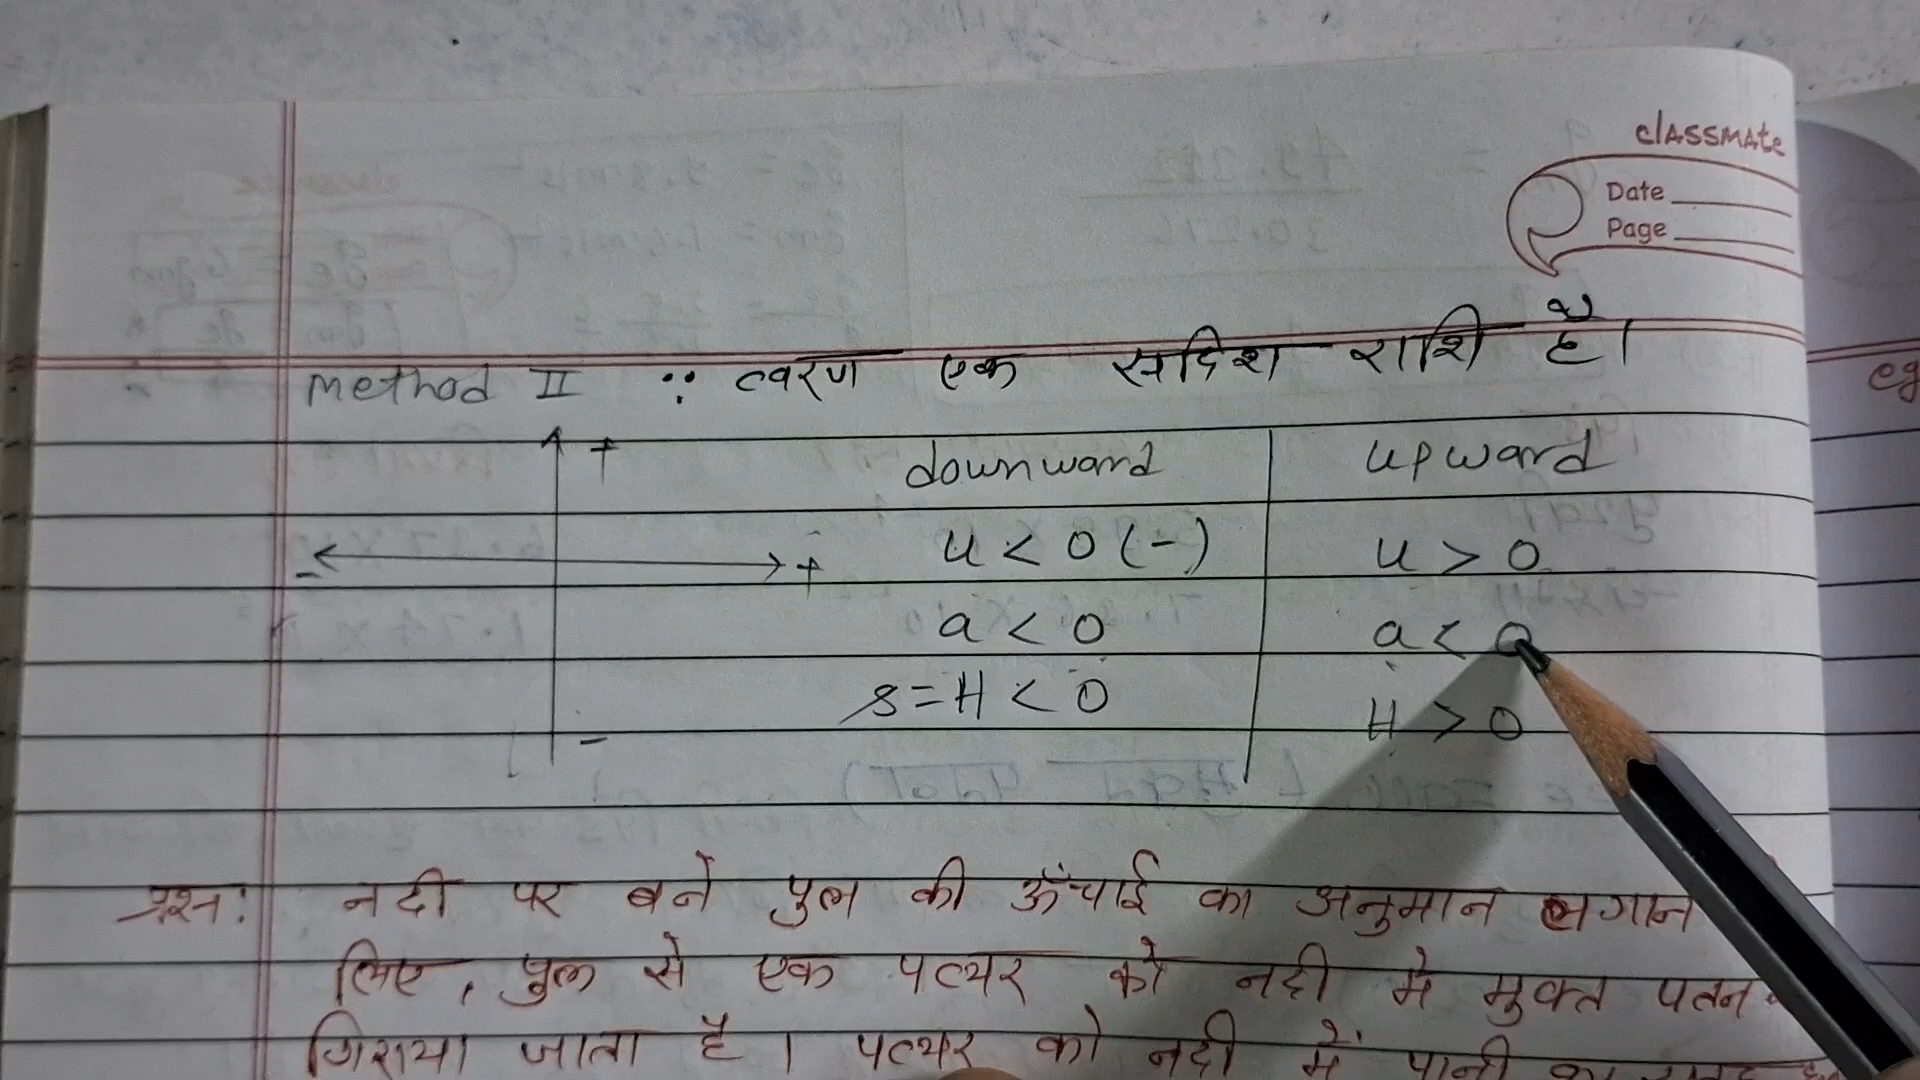 classmate
Date
Page
Method II ∵ त्वरण एक सदिश राशि है।
+ downward upward
- + u < 0 (-) u > 0
a < 0 a < 0
s = H < 0 H > 0
-
प्रश्न: नदी पर बने पुल की ऊँचाई का अनुमान लगान
लिए, पुल से एक पत्थर को नदी मे मुक्त पतन
गिराया जाता है । पत्थर को नदी में पानी
eg